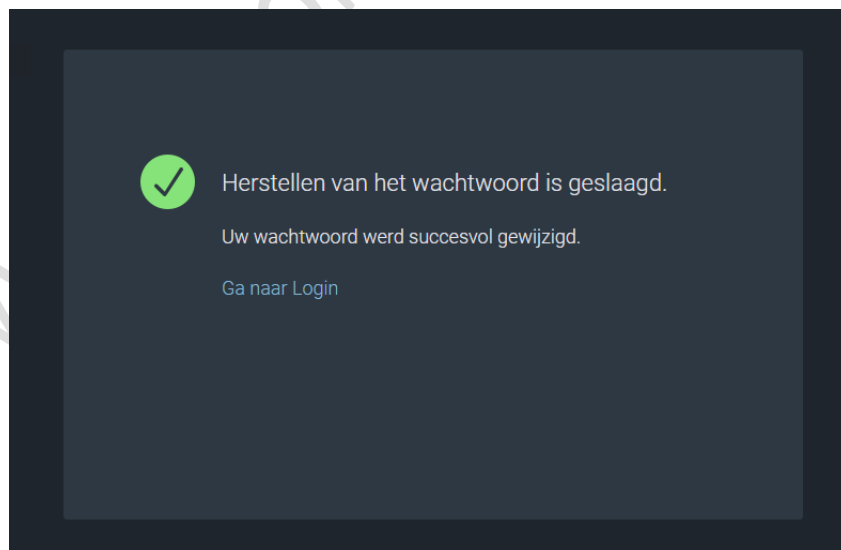 Herstellen van het wachtwoord is geslaagd.
Uw wachtwoord werd succesvol gewijzigd.
Ga naar Login